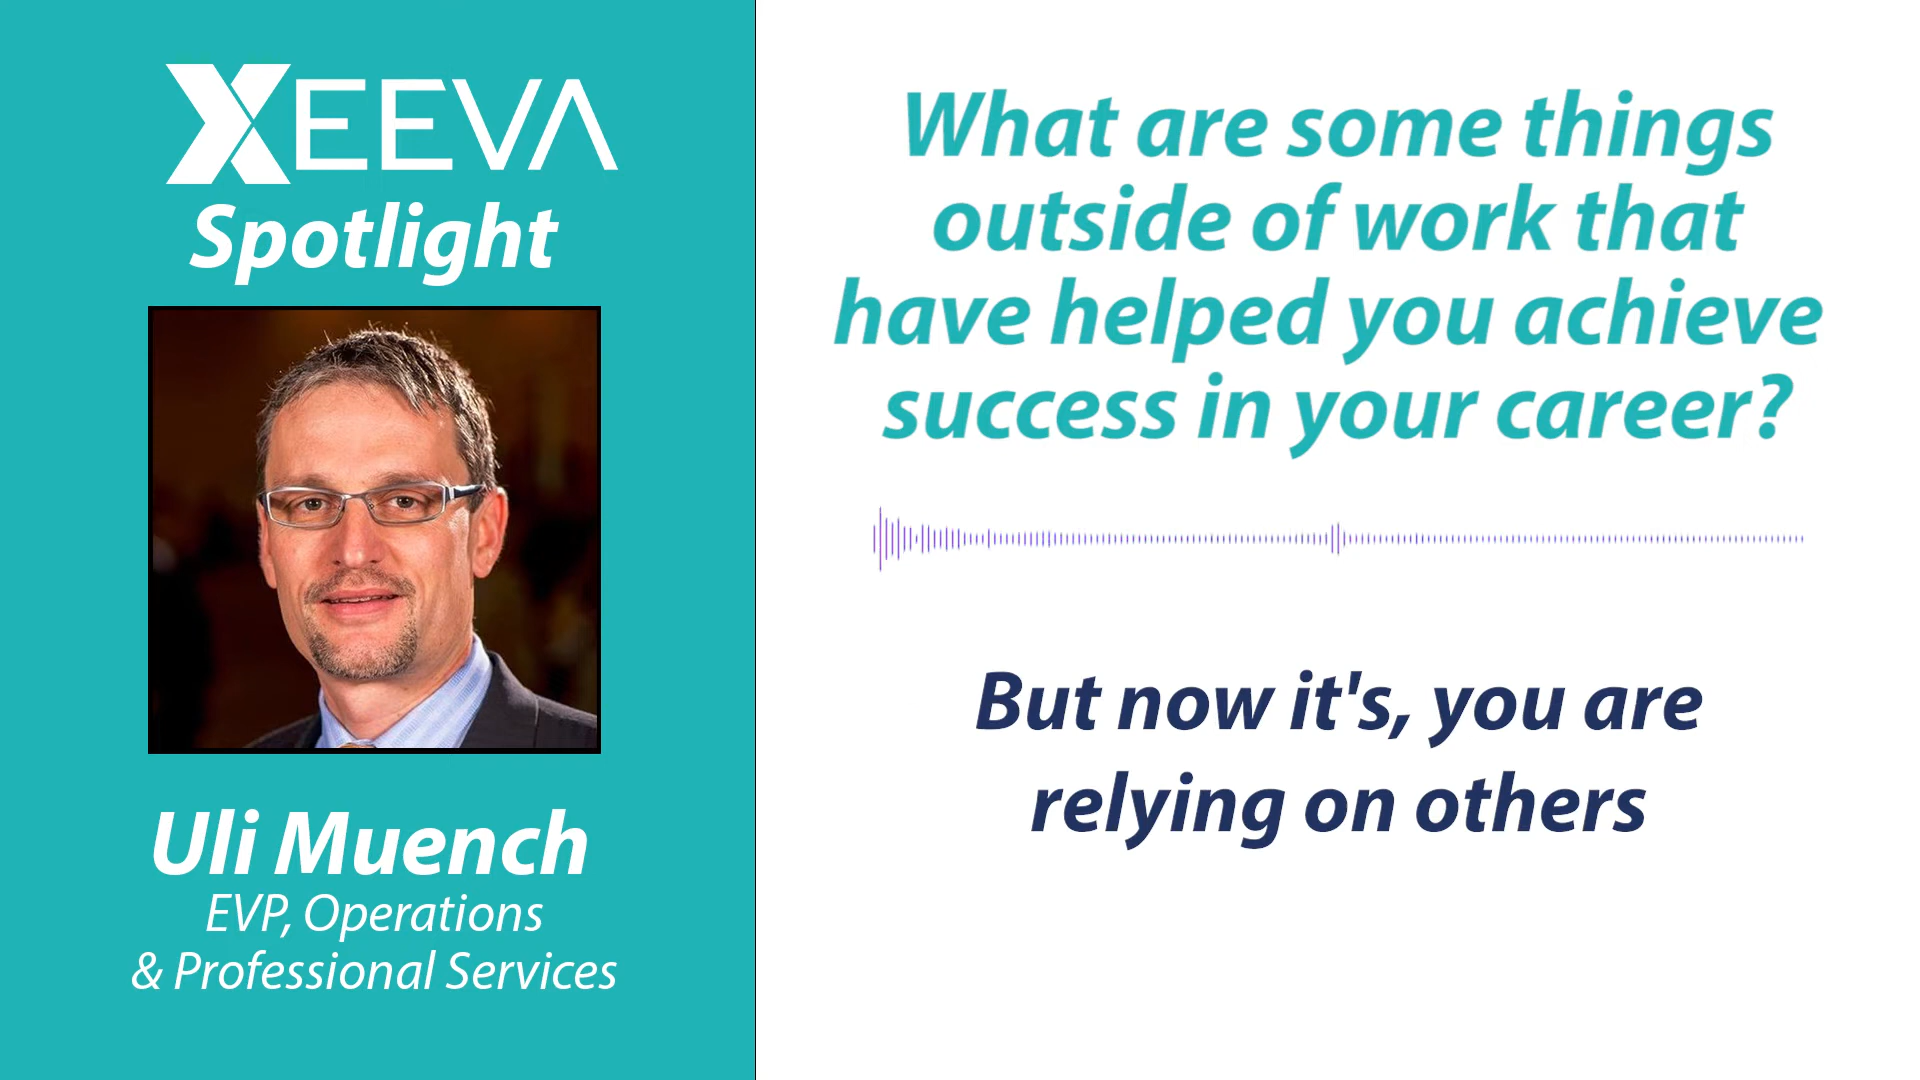 XEEVA
Spotlight
Uli Muench
EVP, Operations
& Professional Services
What are some things
outside of work that
have helped you achieve
success in your career?
But now it's, you are
relying on others